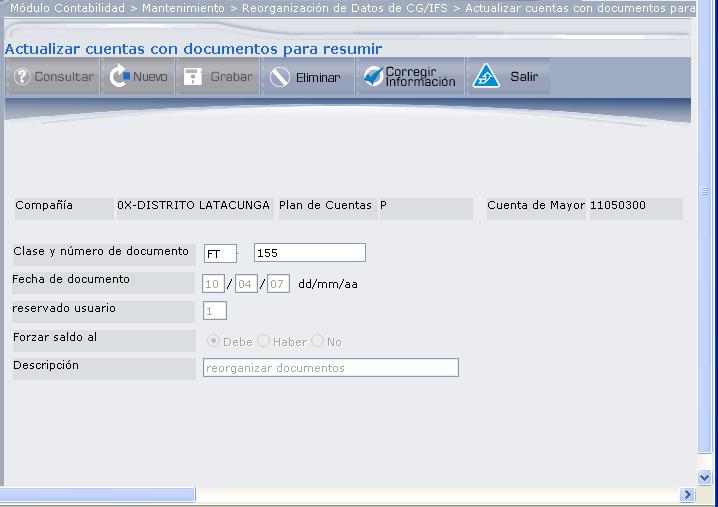 Módulo Contabilidad > Mantenimiento > Reorganización de Datos de CG/IFS > Actualizar cuentas con documentos para
Actualizar cuentas con documentos para resumir
Consultar Nuevo Grabar Eliminar Corregir Información Salir
Compañía 0X-DISTRITO LATACUNGA Plan de Cuentas P Cuenta de Mayor 11050300
Clase y número de documento FT - 155
Fecha de documento 10 / 04 / 07 dd/mm/aa
reservado usuario 1
Forzar saldo al Debe Haber No
Descripción reorganizar documentos